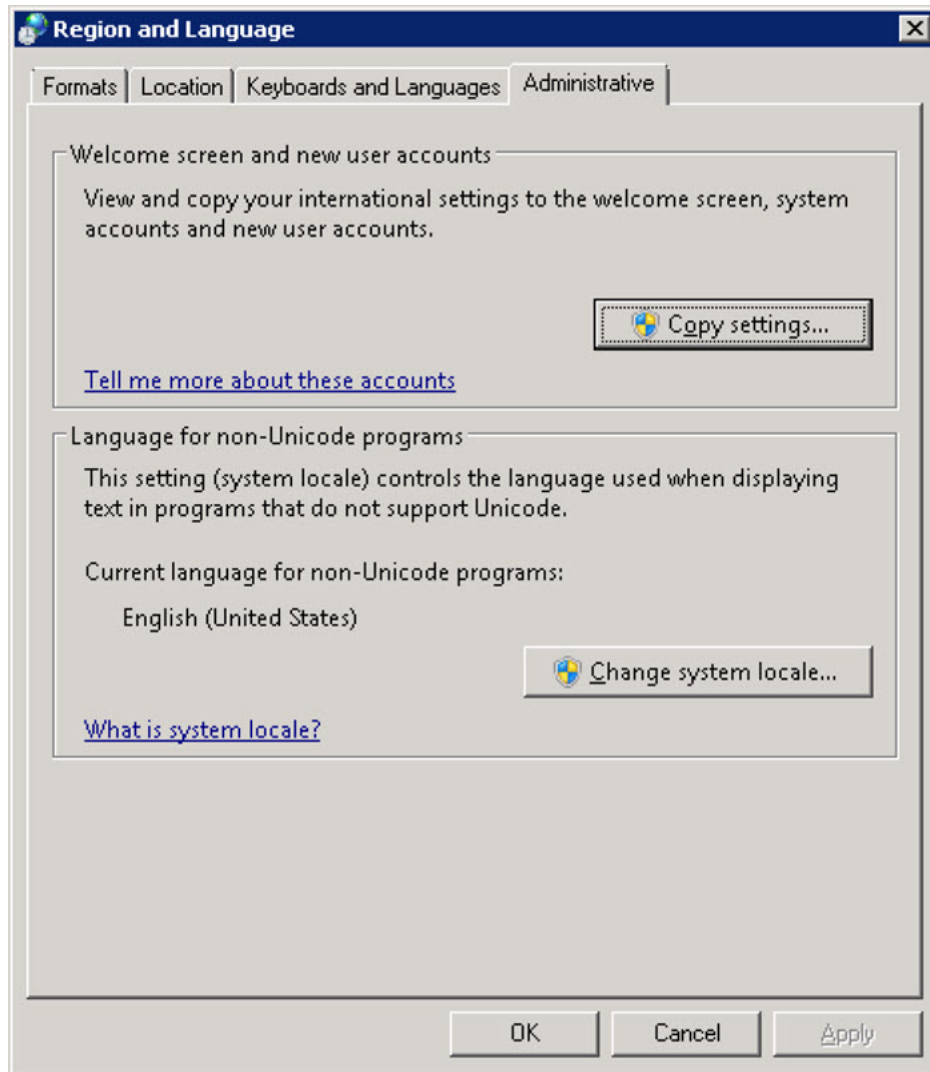 Region and Language
Formats Location Keyboards and Languages Administrative
Welcome screen and new user accounts
View and copy your international settings to the welcome screen, system
accounts and new user accounts.
Copy settings...
Tell me more about these accounts
Language for non-Unicode programs
This setting (system locale) controls the language used when displaying
text in programs that do not support Unicode.
Current language for non-Unicode programs:
English (United States)
Change system locale...
What is system locale?
OK Cancel Apply